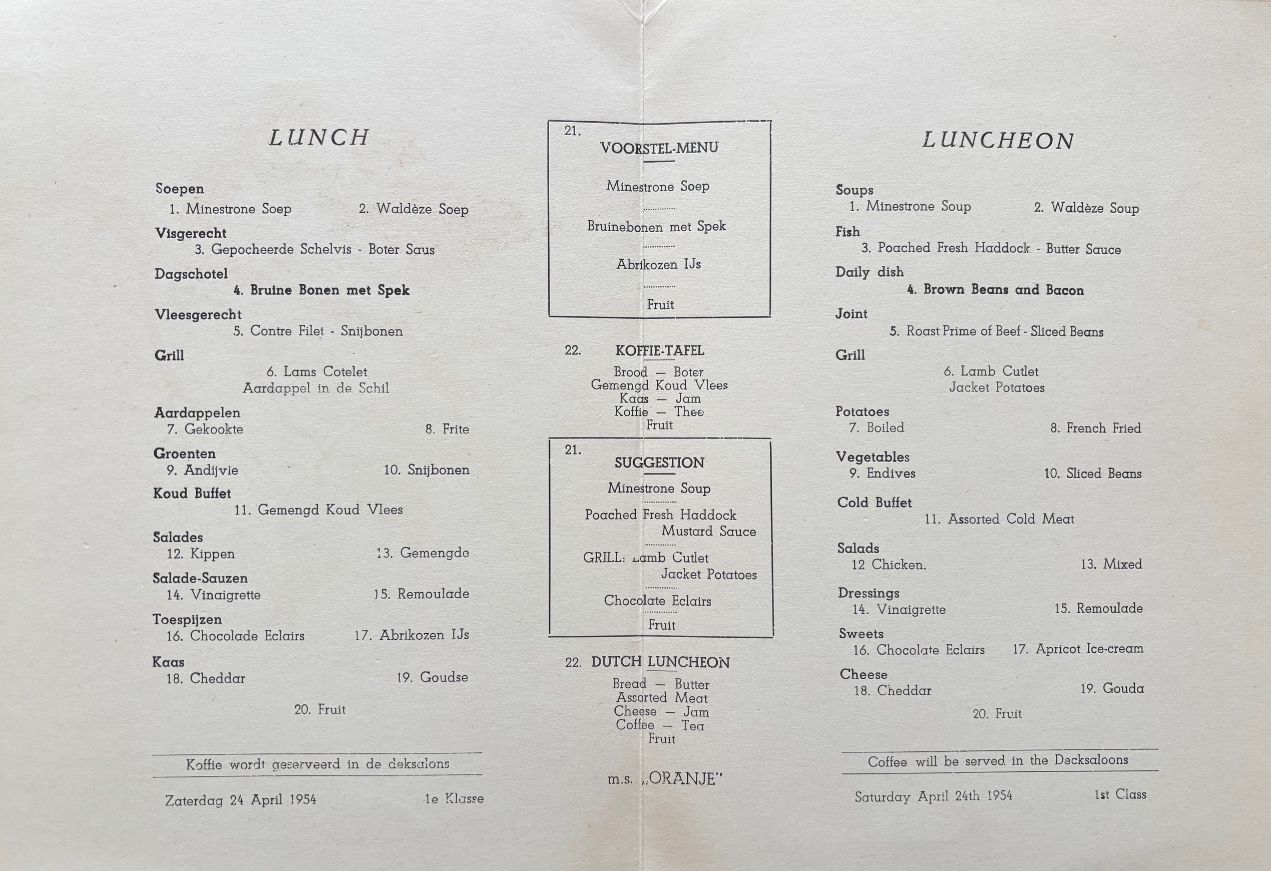 LUNCH
Soepen
1. Minestrone Soep 2. Waldèze Soep
Visgerecht
3. Gepocheerde Schelvis - Boter Saus
Dagschotel
4. Bruine Bonen met Spek
Vleesgerecht
5. Contre Filet - Snijbonen
Grill
6. Lams Cotelet
Aardappel in de Schil
Aardappelen
7. Gekookte 8. Frite
Groenten
9. Andijvie 10. Snijbonen
Koud Buffet
11. Gemengd Koud Vlees
Salades
12. Kippen 13. Gemengde
Salade-Sauzen
14. Vinaigrette 15. Remoulade
Toespijzen
16. Chocolade Eclairs 17. Abrikozen IJs
Kaas
18. Cheddar 19. Goudse
20. Fruit
Koffie wordt geserveerd in de deksalons
Zaterdag 24 April 1954 1e Klasse
21.
VOORSTEL-MENU
Minestrone Soep
Bruinebonen met Spek
Abrikozen IJs
Fruit
22. KOFFIE-TAFEL
Brood — Boter
Gemengd Koud Vlees
Kaas — Jam
Koffie — Thee
Fruit
21.
SUGGESTION
Minestrone Soup
Poached Fresh Haddock
Mustard Sauce
GRILL: Lamb Cutlet
Jacket Potatoes
Chocolate Eclairs
Fruit
22. DUTCH LUNCHEON
Bread — Butter
Assorted Meat
Cheese — Jam
Coffee — Tea
Fruit
m.s. „ORANJE"
LUNCHEON
Soups
1. Minestrone Soup 2. Waldèze Soup
Fish
3. Poached Fresh Haddock - Butter Sauce
Daily dish
4. Brown Beans and Bacon
Joint
5. Roast Prime of Beef - Sliced Beans
Grill
6. Lamb Cutlet
Jacket Potatoes
Potatoes
7. Boiled 8. French Fried
Vegetables
9. Endives 10. Sliced Beans
Cold Buffet
11. Assorted Cold Meat
Salads
12 Chicken. 13. Mixed
Dressings
14. Vinaigrette 15. Remoulade
Sweets
16. Chocolate Eclairs 17. Apricot Ice-cream
Cheese
18. Cheddar 19. Gouda
20. Fruit
Coffee will be served in the Decksaloons
Saturday April 24th 1954 1st Class